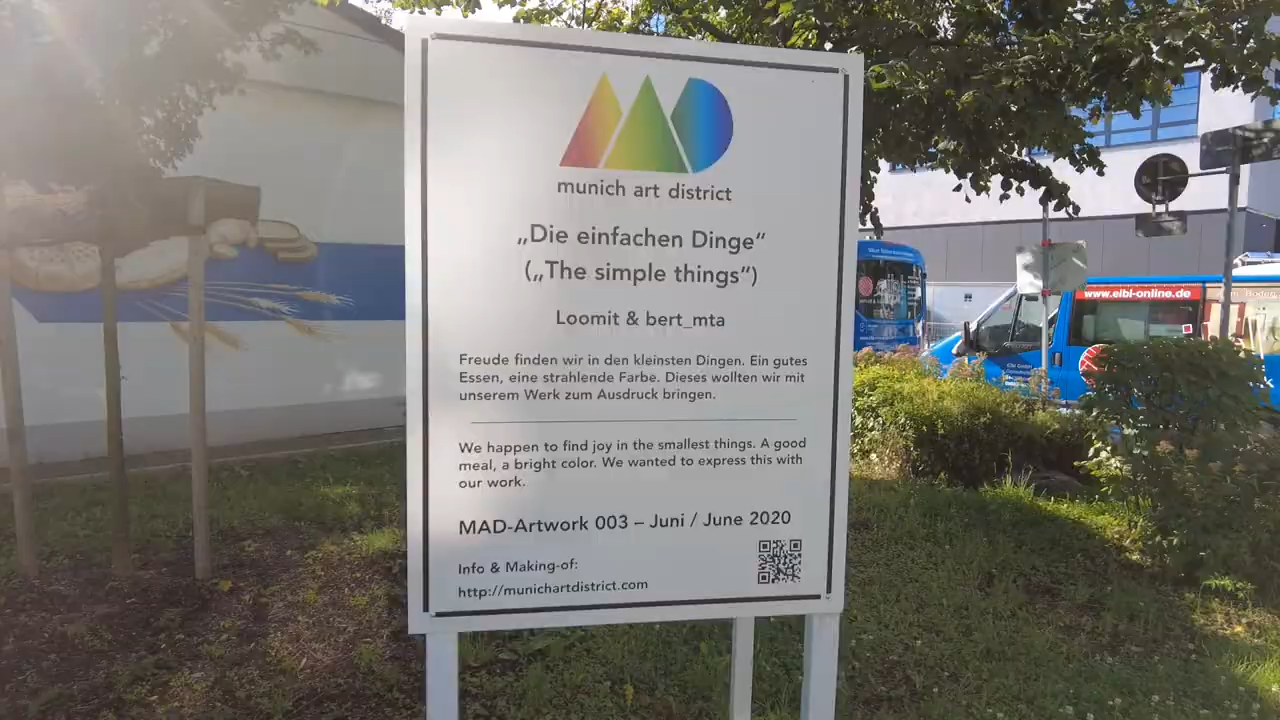 munich art district
„Die einfachen Dinge“
(„The simple things“)
Loomit & bert_mta
Freude finden wir in den kleinsten Dingen. Ein gutes
Essen, eine strahlende Farbe. Dieses wollten wir mit
unserem Werk zum Ausdruck bringen.
We happen to find joy in the smallest things. A good
meal, a bright color. We wanted to express this with
our work.
MAD-Artwork 003 – Juni / June 2020
Info & Making-of:
http://munichartdistrict.com
www.elbi-online.de